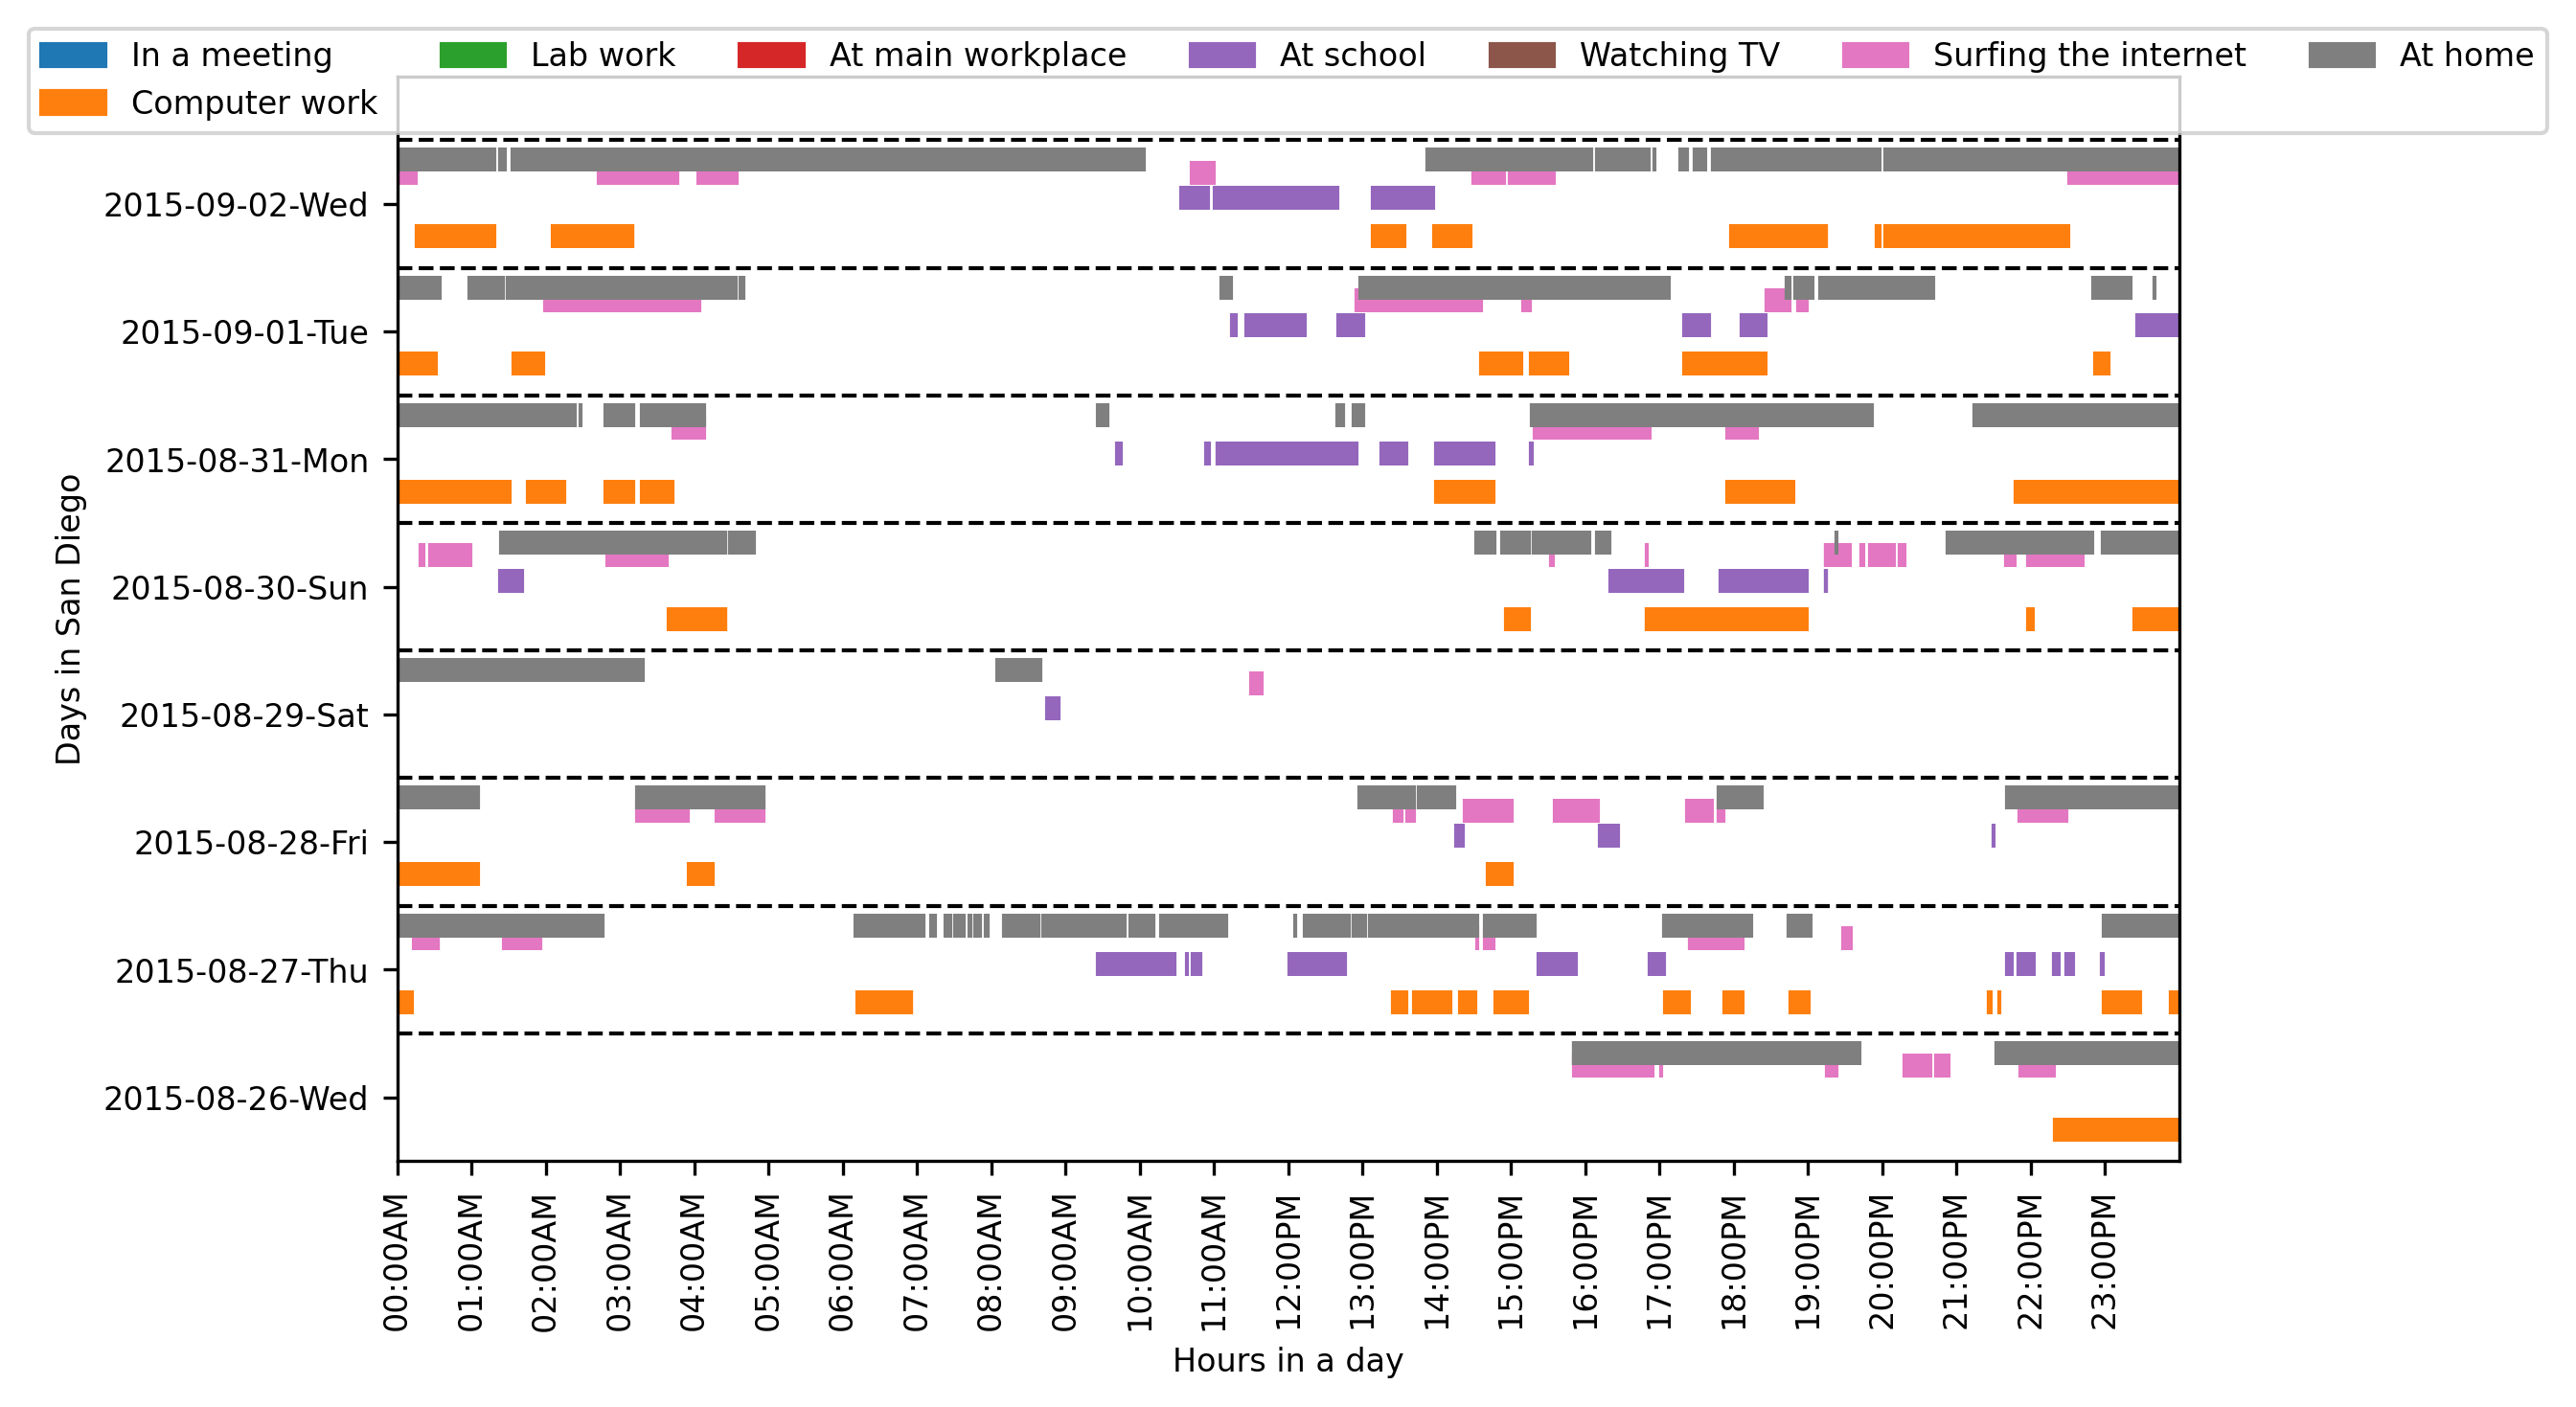 In a meeting Lab work At main workplace At school Watching TV Surfing the internet At home
Computer work
2015-09-02-Wed
2015-09-01-Tue
2015-08-31-Mon
2015-08-30-Sun
2015-08-29-Sat
2015-08-28-Fri
2015-08-27-Thu
2015-08-26-Wed
Days in San Diego
00:00AM 01:00AM 02:00AM 03:00AM 04:00AM 05:00AM 06:00AM 07:00AM 08:00AM 09:00AM 10:00AM 11:00AM 12:00PM 13:00PM 14:00PM 15:00PM 16:00PM 17:00PM 18:00PM 19:00PM 20:00PM 21:00PM 22:00PM 23:00PM
Hours in a day